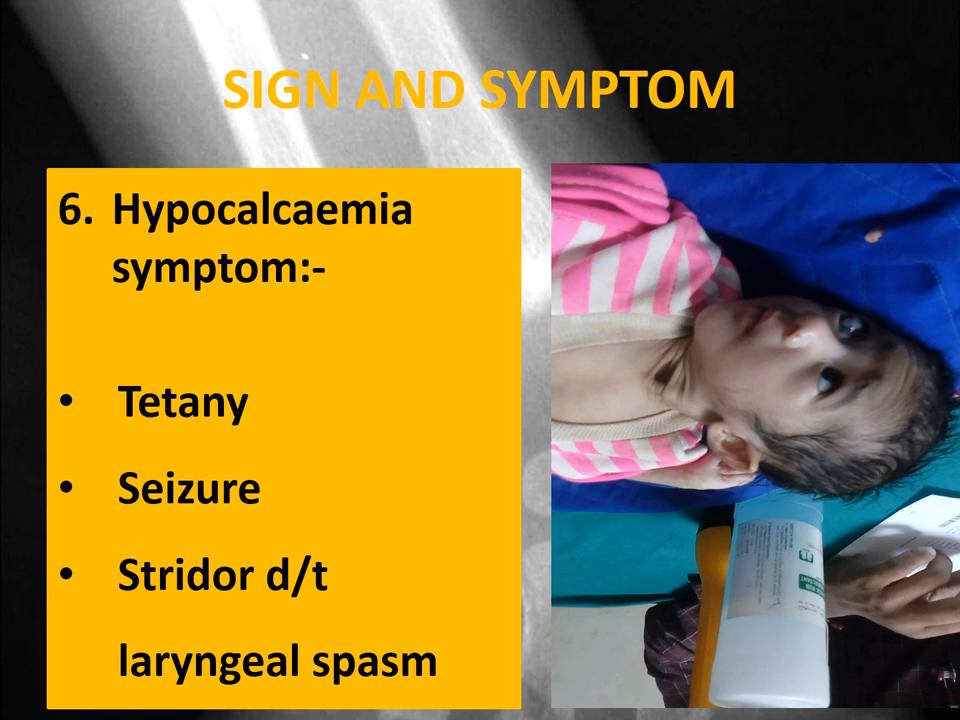 SIGN AND SYMPTOM
6. Hypocalcaemia
symptom:-
• Tetany
• Seizure
• Stridor d/t
laryngeal spasm